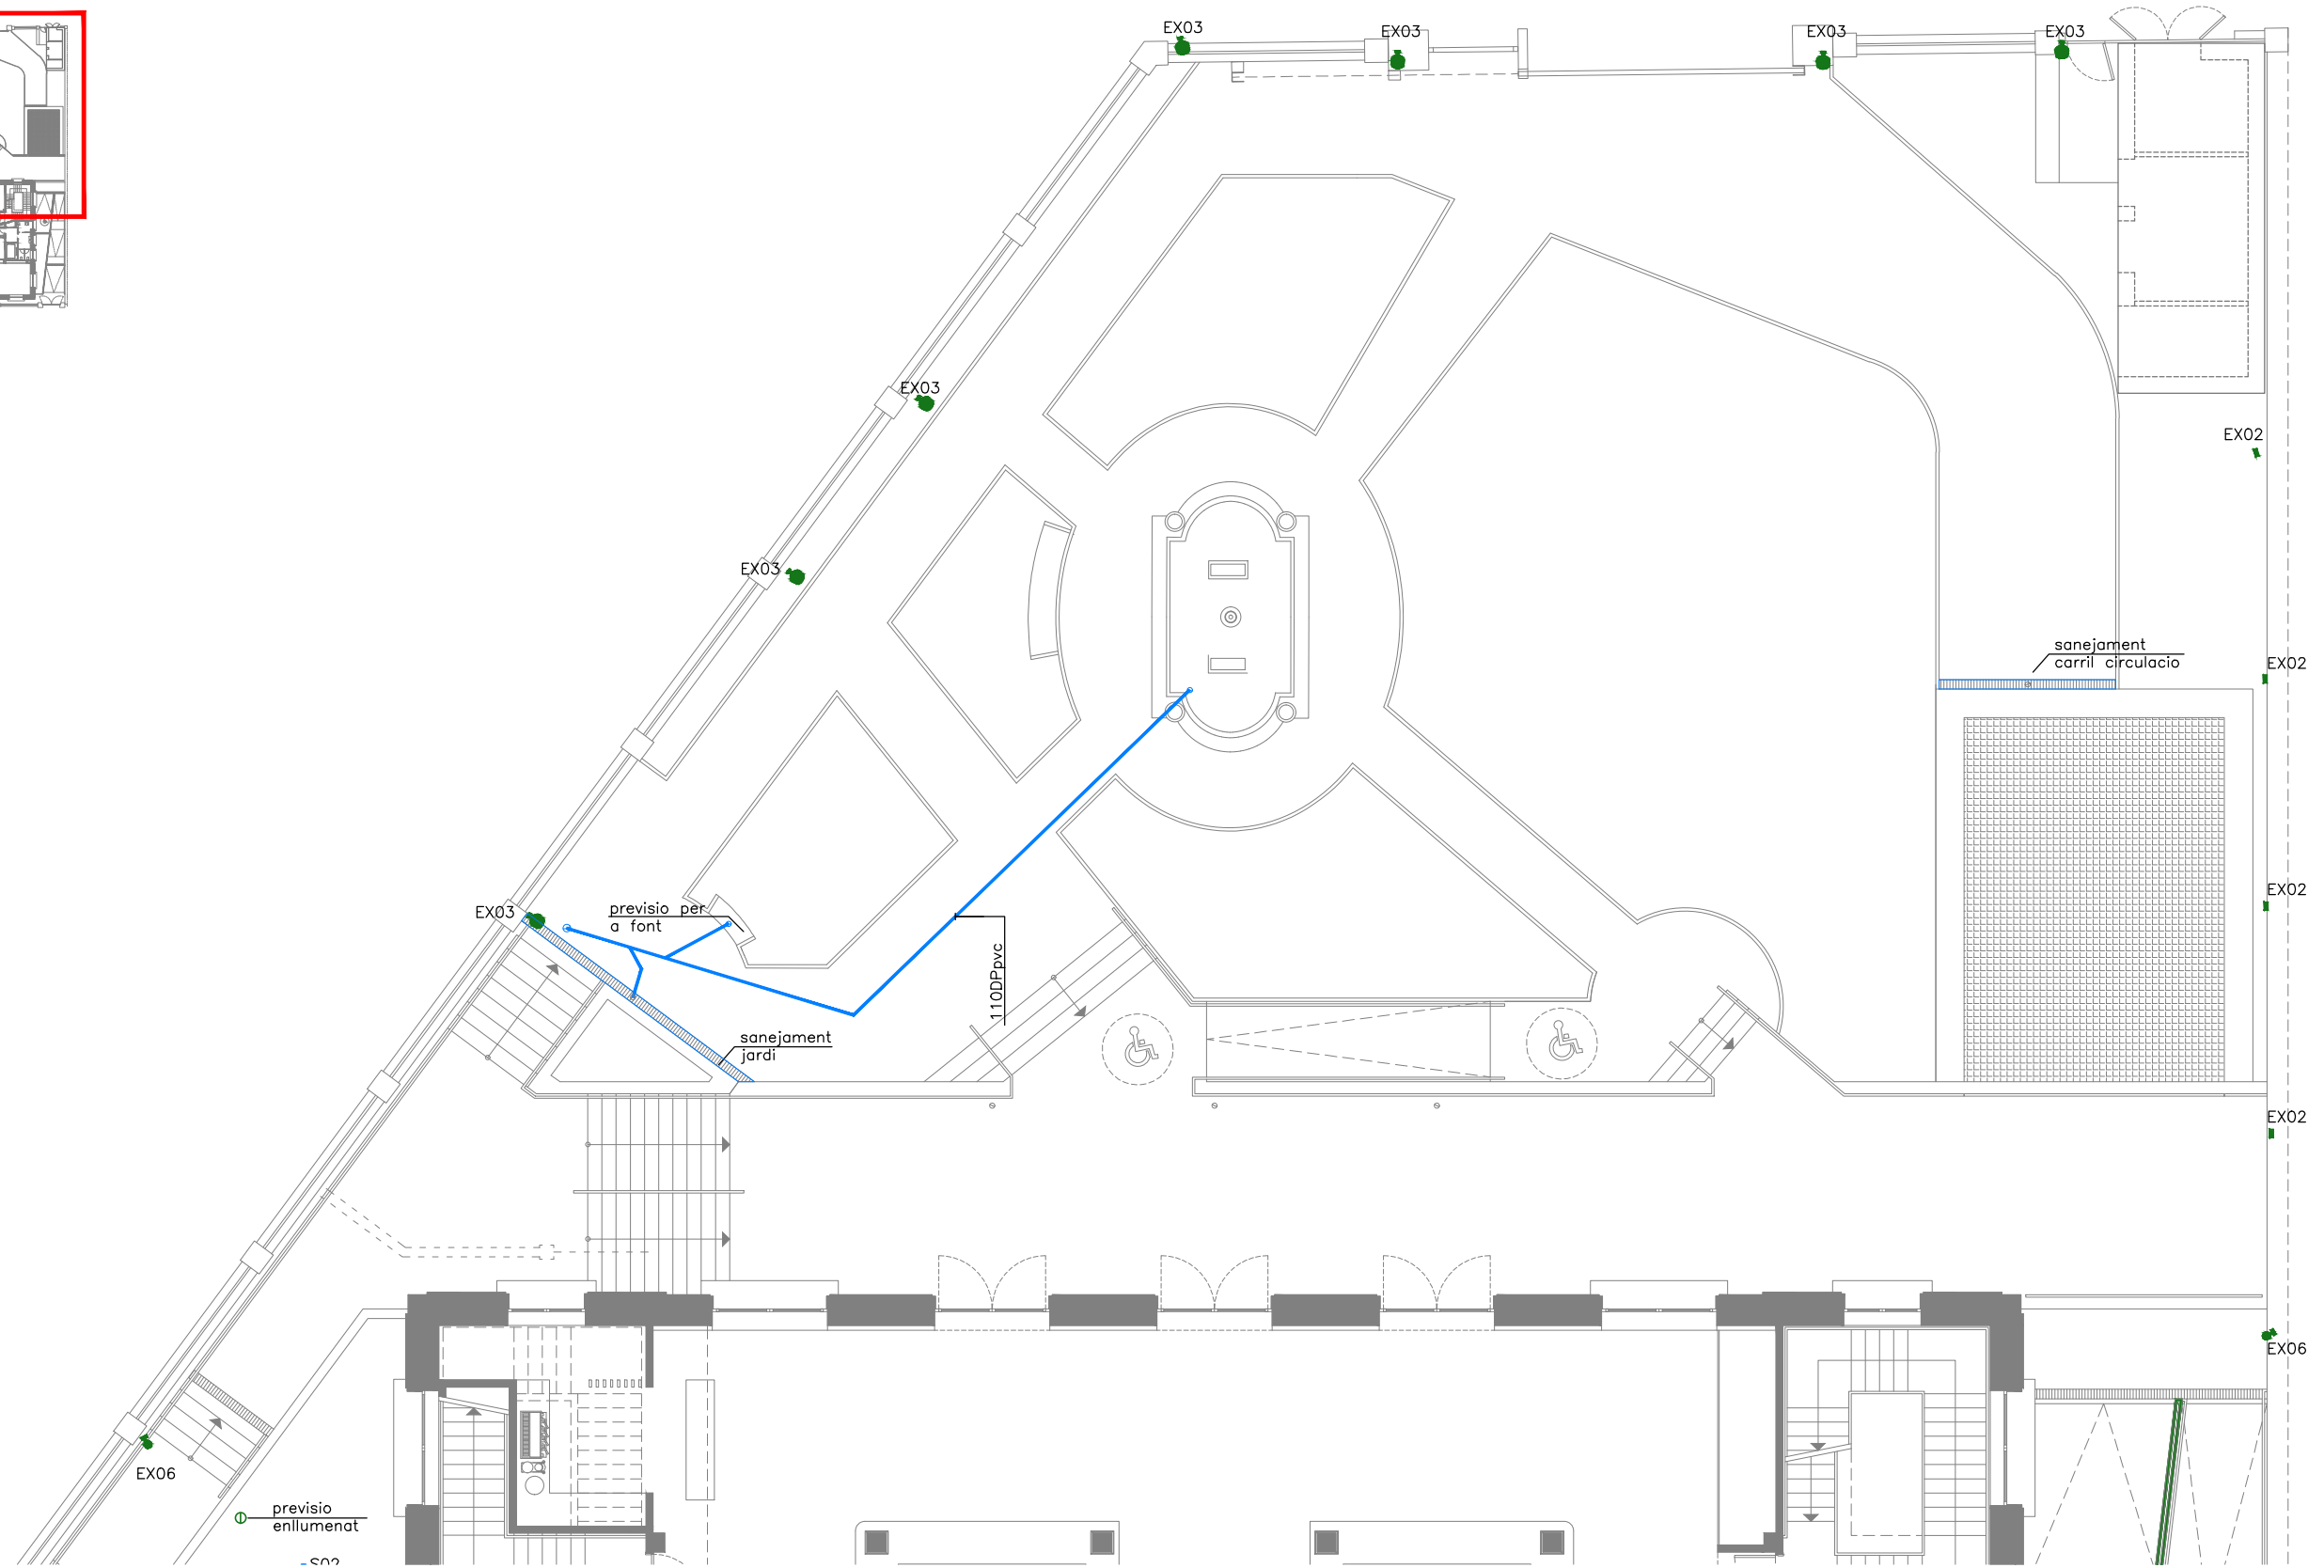 EX03
EX03
EX03
EX03
EX03
EX02
EX03
sanejament
carril circulacio
EX02
EX02
EX03
previsio per
a font
110DPpvc
sanejament
jardi
EX02
EX06
EX06
previsio
enllumenat
S02